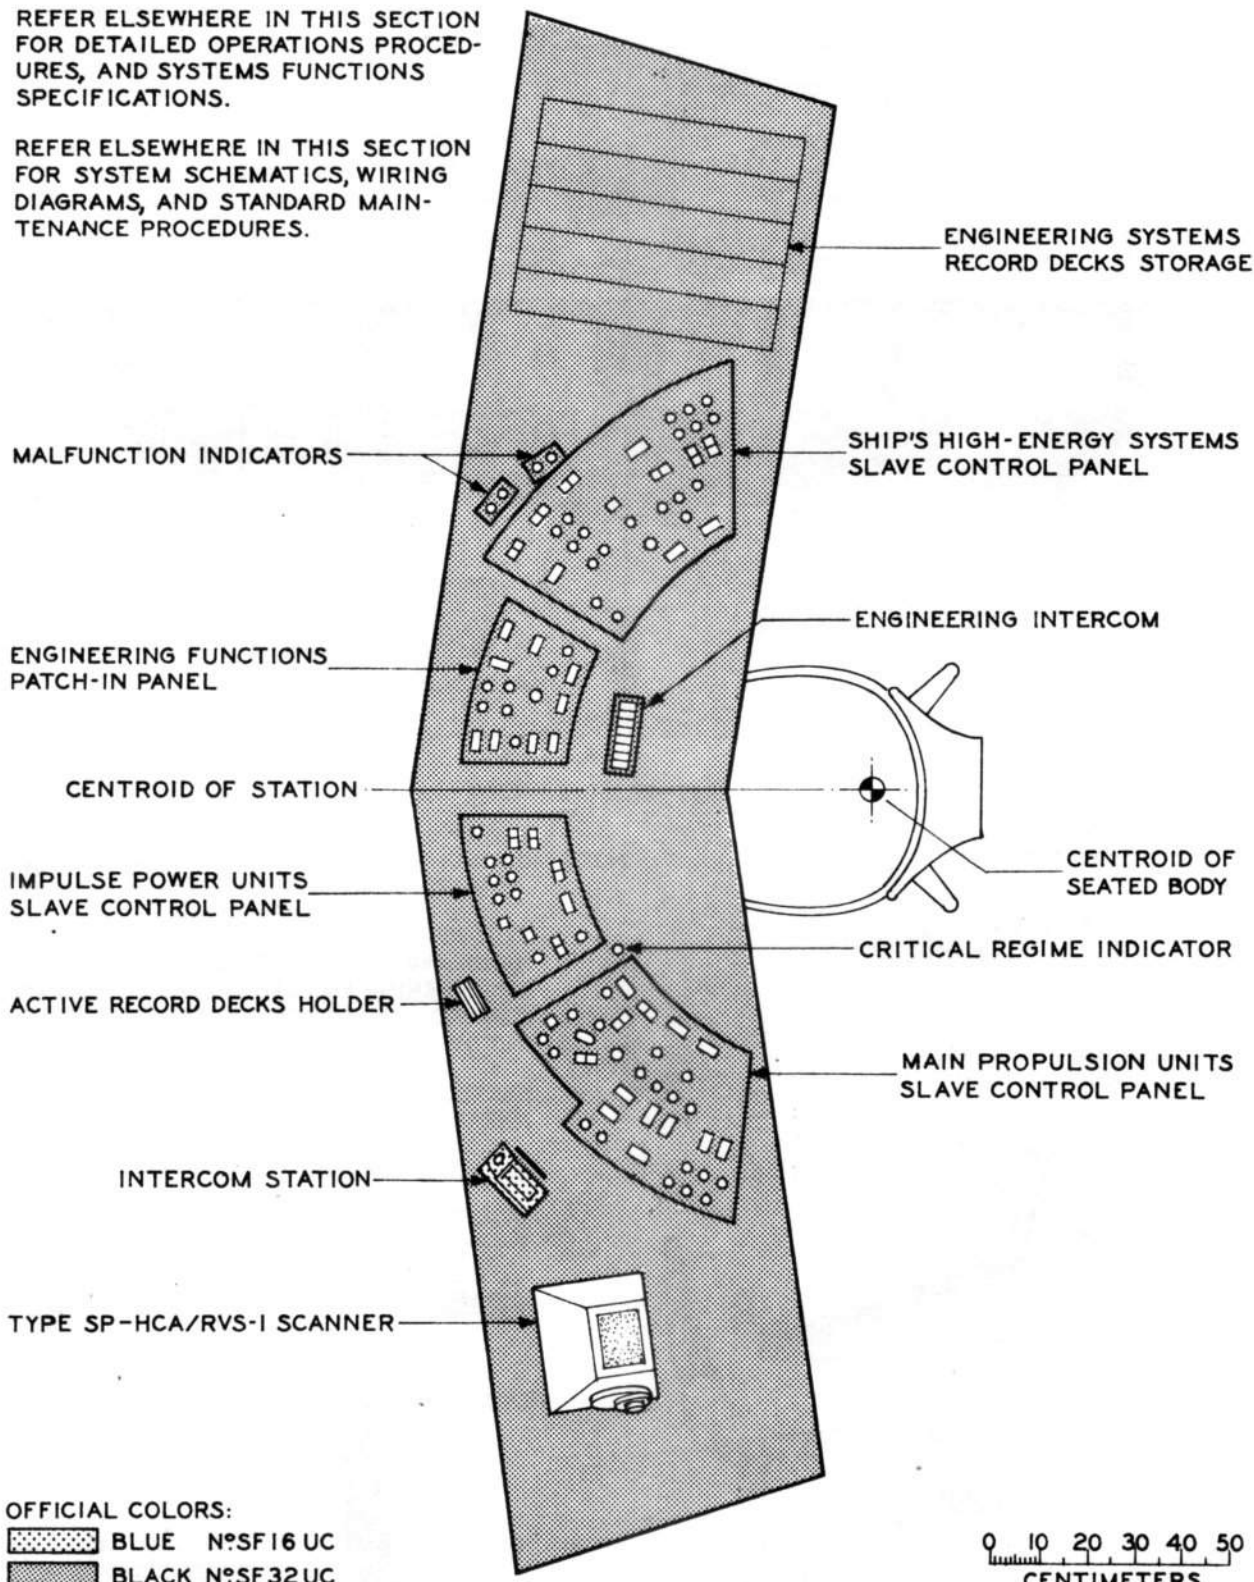 REFER ELSEWHERE IN THIS SECTION
FOR DETAILED OPERATIONS PROCED-
URES, AND SYSTEMS FUNCTIONS
SPECIFICATIONS.
REFER ELSEWHERE IN THIS SECTION
FOR SYSTEM SCHEMATICS, WIRING
DIAGRAMS, AND STANDARD MAIN-
TENANCE PROCEDURES.
ENGINEERING SYSTEMS
RECORD DECKS STORAGE
MALFUNCTION INDICATORS
SHIP'S HIGH-ENERGY SYSTEMS
SLAVE CONTROL PANEL
ENGINEERING INTERCOM
ENGINEERING FUNCTIONS
PATCH-IN PANEL
CENTROID OF STATION
CENTROID OF
SEATED BODY
IMPULSE POWER UNITS
SLAVE CONTROL PANEL
CRITICAL REGIME INDICATOR
ACTIVE RECORD DECKS HOLDER
MAIN PROPULSION UNITS
SLAVE CONTROL PANEL
INTERCOM STATION
TYPE SP-HCA/RVS-I SCANNER
OFFICIAL COLORS:
BLUE NºSF16 UC
BLACK NºSF32 UC
0 10 20 30 40 50
CENTIMETERS